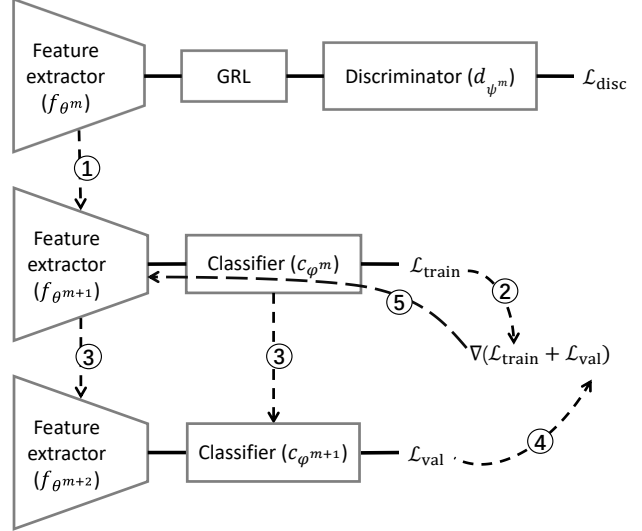 Feature
extractor
(f_{θ^m})
GRL
Discriminator (d_{ψ^m})
ℒ_disc
①
Feature
extractor
(f_{θ^{m+1}})
Classifier (c_{φ^m})
ℒ_train
②
⑤
③
③
∇(ℒ_train + ℒ_val)
Feature
extractor
(f_{θ^{m+2}})
Classifier (c_{φ^{m+1}})
ℒ_val
④